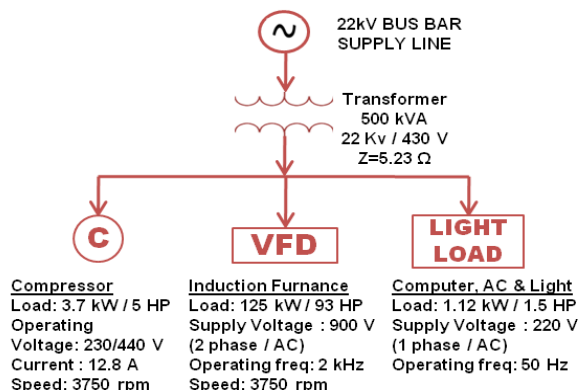 22kV BUS BAR
SUPPLY LINE
Transformer
500 kVA
22 Kv / 430 V
Z=5.23 Ω
C
VFD
LIGHT
LOAD
Compressor
Load: 3.7 kW / 5 HP
Operating
Voltage: 230/440 V
Current : 12.8 A
Speed: 3750 rpm
Induction Furnance
Load: 125 kW / 93 HP
Supply Voltage : 900 V
(2 phase / AC)
Operating freq: 2 kHz
Speed: 3750 rpm
Computer, AC & Light
Load: 1.12 kW / 1.5 HP
Supply Voltage : 220 V
(1 phase / AC)
Operating freq: 50 Hz